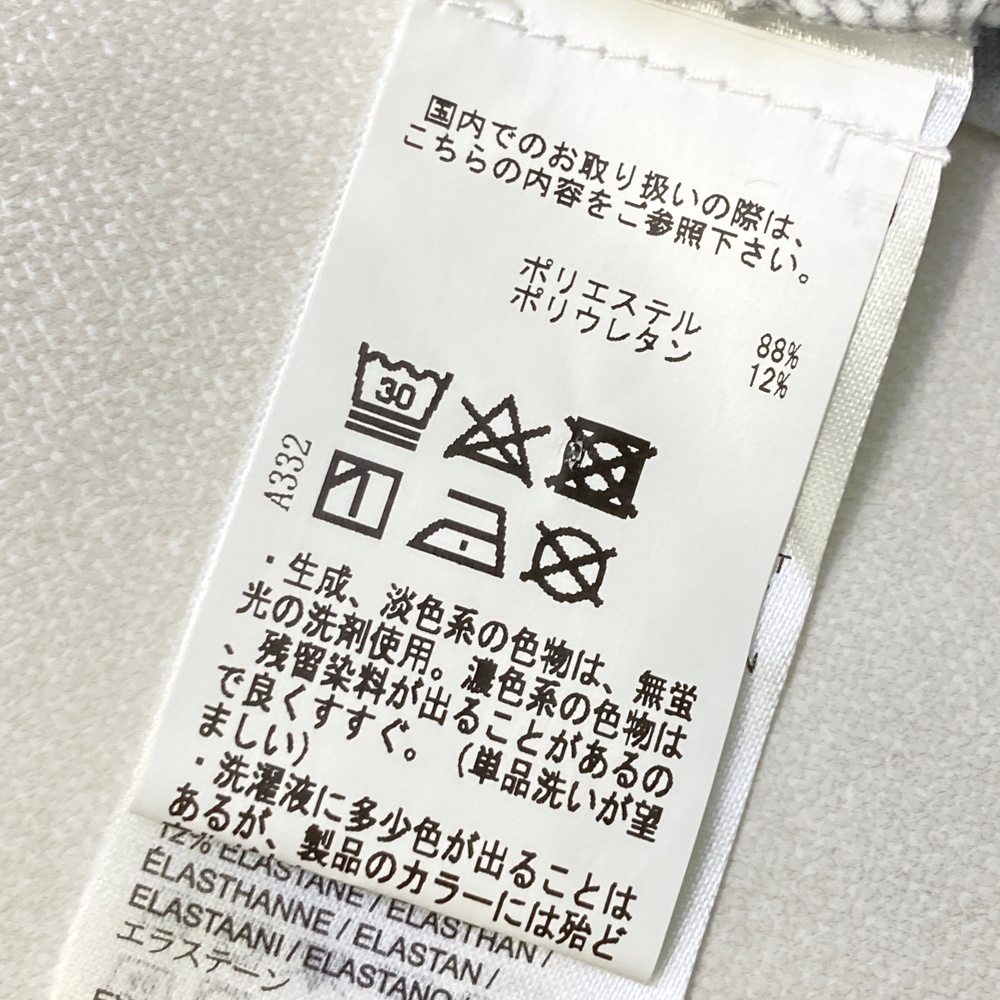 国内でのお取り扱いの際は、
こちらの内容をご参照下さい。
ポリエステル 88%
ポリウレタン 12%
30
A332
・生成、淡色系の色物は、無蛍
光の洗剤使用。濃色系の色物は
、残留染料が出ることがあるの
で良くすすぐ。（単品洗いが望
ましい）
・洗濯液に多少色が出ることは
あるが、製品のカラーには殆ど
12% ELASTANE / ELASTHAN /
ÉLASTHANNE / ELASTAN /
ELASTAANI / ELASTANO /
エラステーン